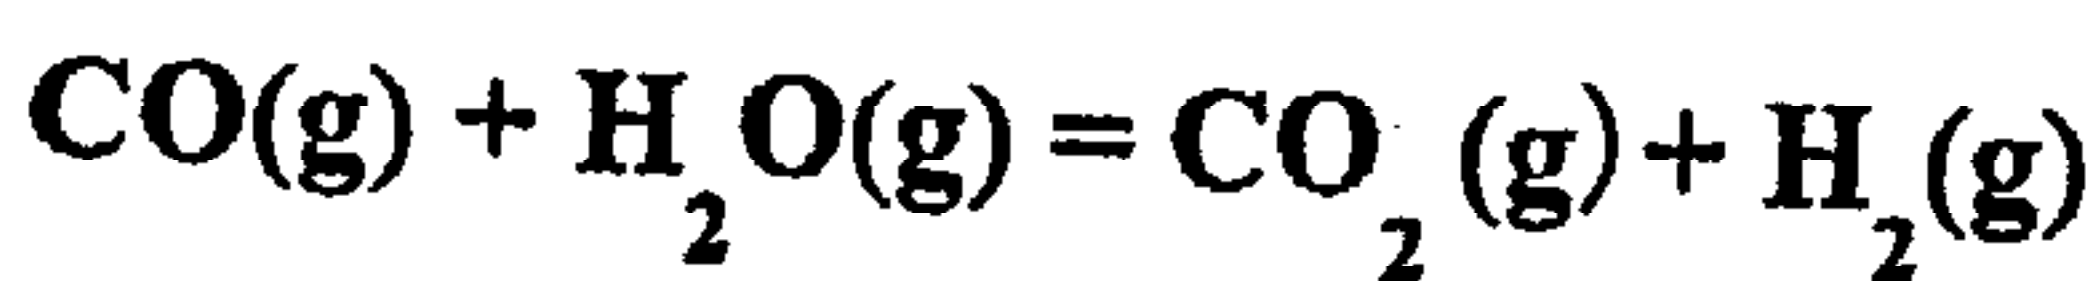 CO(g) + H₂O(g) = CO₂(g) + H₂(g)